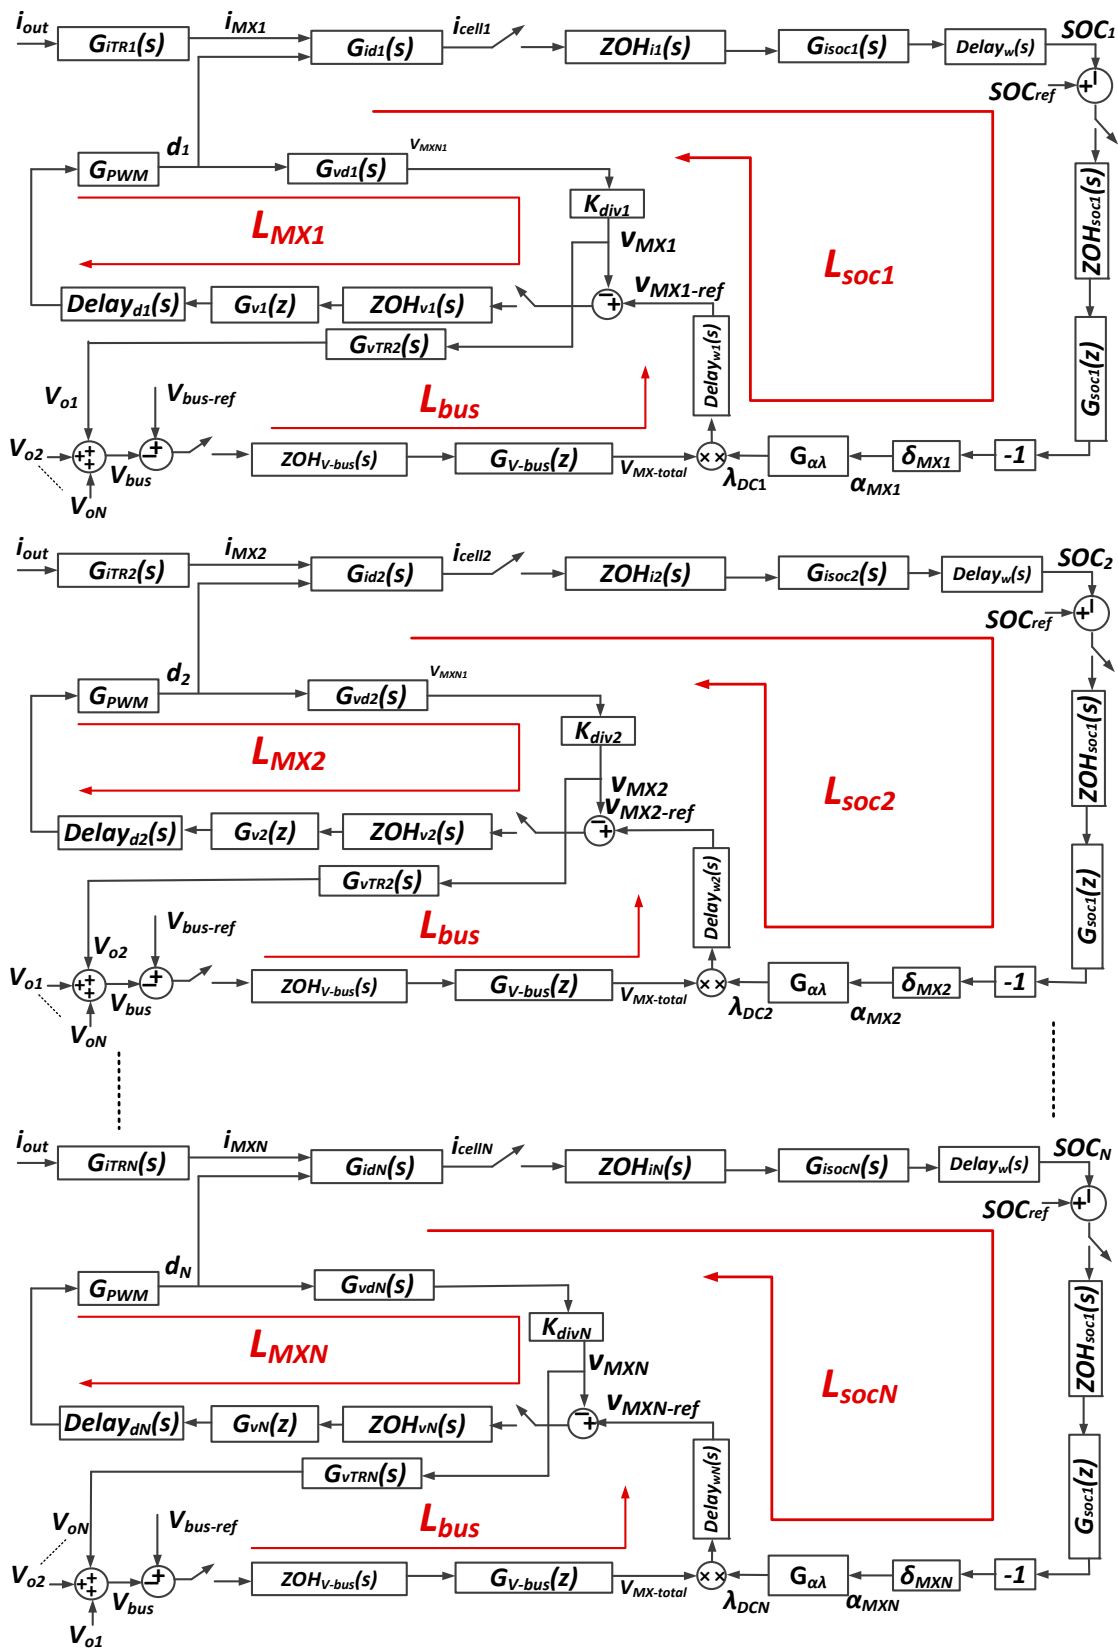 iout GiTR1(s) iMX1 Gid1(s) icell1 ZOHi1(s) Gisoc1(s) Delayw(s) SOC1
SOCref + I
GPWM d1 Gvd1(s) VMXN1
Kdiv1
ZOHsoc1(s)
LMX1 vMX1
Lsoc1
vMX1-ref
Delayd1(s) Gv1(z) ZOHv1(s) − +
GvTR2(s)
Delayw1(s)
Gsoc1(z)
Vo1 Vbus-ref Lbus
Vo2 + + + Vbus − + ZOHV-bus(s) GV-bus(z) VMX-total × × λDC1 Gαλ αMX1 δMX1 -1
VoN
iout GiTR2(s) iMX2 Gid2(s) icell2 ZOHi2(s) Gisoc2(s) Delayw(s) SOC2
SOCref + I
GPWM d2 Gvd2(s) VMXN1
Kdiv2
ZOHsoc1(s)
LMX2 vMX2
Lsoc2
vMX2-ref
Delayd2(s) Gv2(z) ZOHv2(s) − +
GvTR2(s)
Delayw2(s)
Gsoc1(z)
Vo2 Vbus-ref Lbus
Vo1 + + + Vbus − + ZOHV-bus(s) GV-bus(z) VMX-total × × λDC2 Gαλ αMX2 δMX2 -1
VoN
iout GiTRN(s) iMXN GidN(s) icellN ZOHiN(s) GisocN(s) Delayw(s) SOCN
SOCref + I
GPWM dN GvdN(s)
KdivN
ZOHsoc1(s)
LMXN vMXN
LsocN
vMXN-ref
DelaydN(s) GvN(z) ZOHvN(s) − +
GvTRN(s)
DelaywN(s)
Gsoc1(z)
VoN Vbus-ref Lbus
Vo2 + + + Vbus − + ZOHV-bus(s) GV-bus(z) VMX-total × × λDCN Gαλ αMXN δMXN -1
Vo1